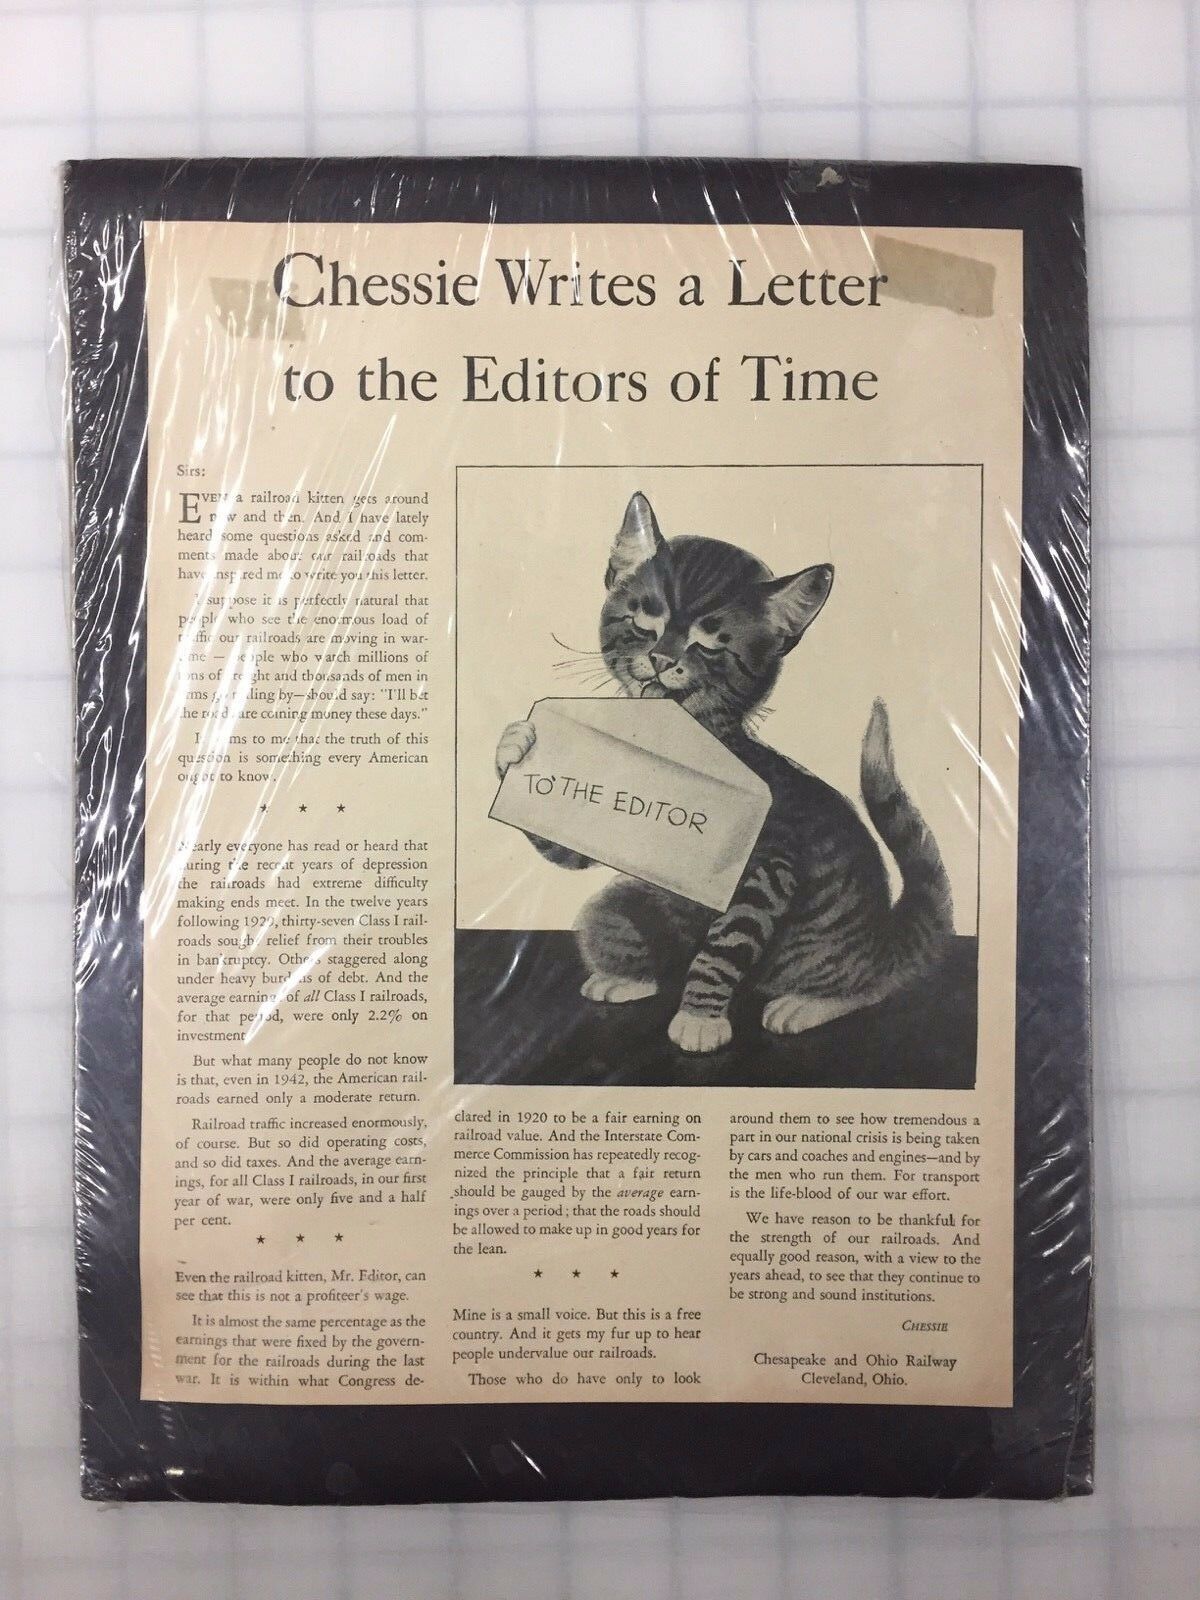 Chessie Writes a Letter
to the Editors of Time
Sirs:
EVEN a railroad kitten gets around
now and then. And I have lately
heard some questions asked and com-
ments made about our railroads that
have inspired me to write you this letter.
I suppose it is perfectly natural that
people who see the enormous load of
traffic our railroads are moving in war-
time — people who watch millions of
tons of freight and thousands of men in
arms go rolling by—should say: "I'll bet
the roads are coining money these days."
It seems to me that the truth of this
question is something every American
ought to know.
★ ★ ★
Nearly everyone has read or heard that
during the recent years of depression
the railroads had extreme difficulty
making ends meet. In the twelve years
following 1929, thirty-seven Class I rail-
roads sought relief from their troubles
in bankruptcy. Others staggered along
under heavy burdens of debt. And the
average earnings of all Class I railroads,
for that period, were only 2.2% on
investment.
But what many people do not know
is that, even in 1942, the American rail-
roads earned only a moderate return.
Railroad traffic increased enormously,
of course. But so did operating costs,
and so did taxes. And the average earn-
ings, for all Class I railroads, in our first
year of war, were only five and a half
per cent.
★ ★ ★
Even the railroad kitten, Mr. Editor, can
see that this is not a profiteer's wage.
It is almost the same percentage as the
earnings that were fixed by the govern-
ment for the railroads during the last
war. It is within what Congress de-
TO THE EDITOR
clared in 1920 to be a fair earning on
railroad value. And the Interstate Com-
merce Commission has repeatedly recog-
nized the principle that a fair return
should be gauged by the average earn-
ings over a period; that the roads should
be allowed to make up in good years for
the lean.
★ ★ ★
Mine is a small voice. But this is a free
country. And it gets my fur up to hear
people undervalue our railroads.
Those who do have only to look
around them to see how tremendous a
part in our national crisis is being taken
by cars and coaches and engines—and by
the men who run them. For transport
is the life-blood of our war effort.
We have reason to be thankful for
the strength of our railroads. And
equally good reason, with a view to the
years ahead, to see that they continue to
be strong and sound institutions.
CHESSIE
Chesapeake and Ohio Railway
Cleveland, Ohio.